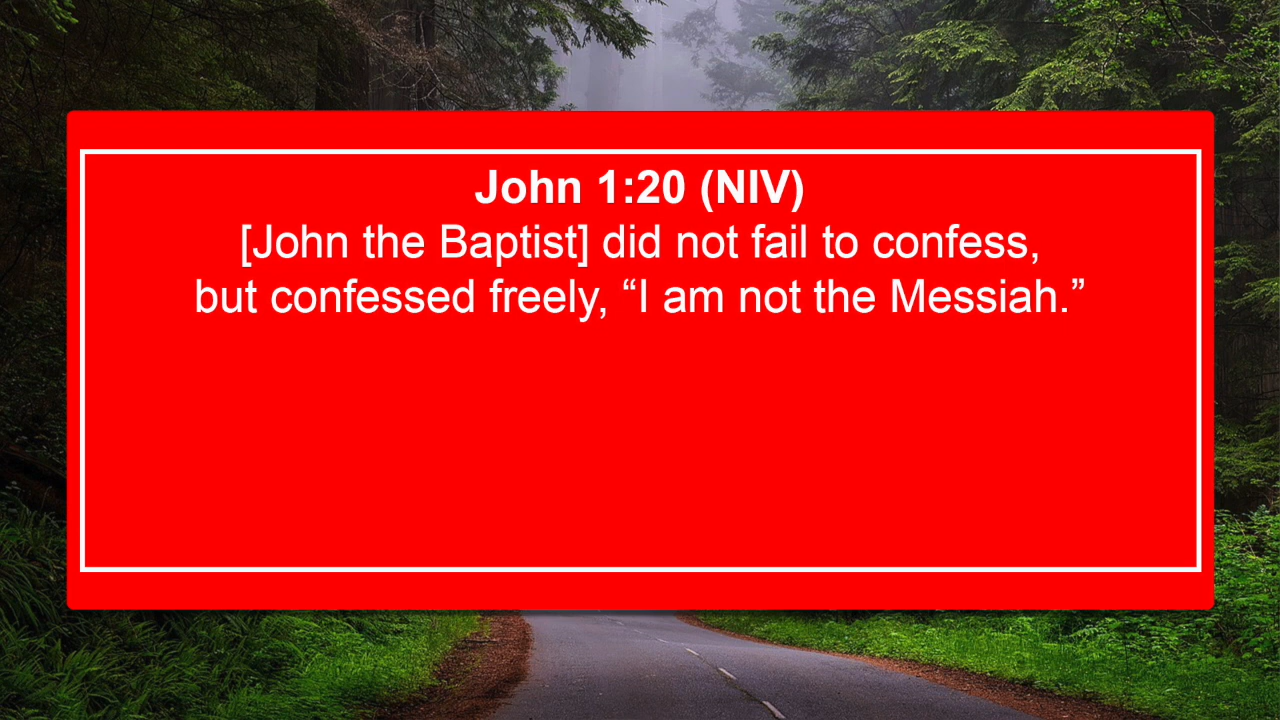 John 1:20 (NIV)
[John the Baptist] did not fail to confess,
but confessed freely, “I am not the Messiah.”